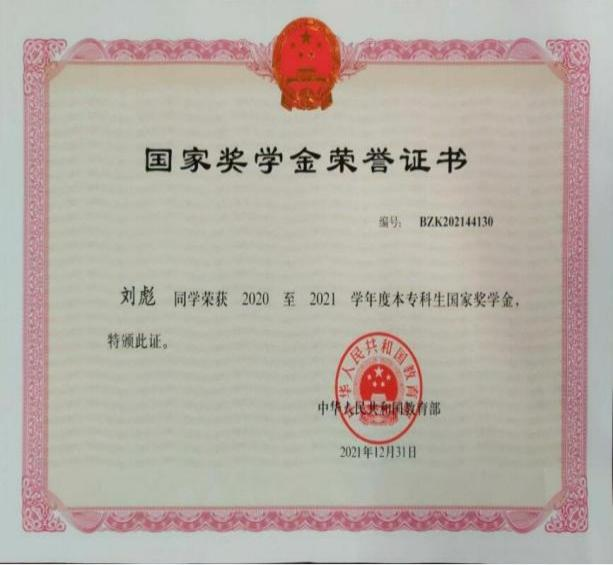 国家奖学金荣誉证书
编号: BZK202144130
刘彪 同学荣获 2020 至 2021 学年度本专科生国家奖学金,
特颁此证。
中华人民共和国教育部
中华人民共和国教育部
2021年12月31日